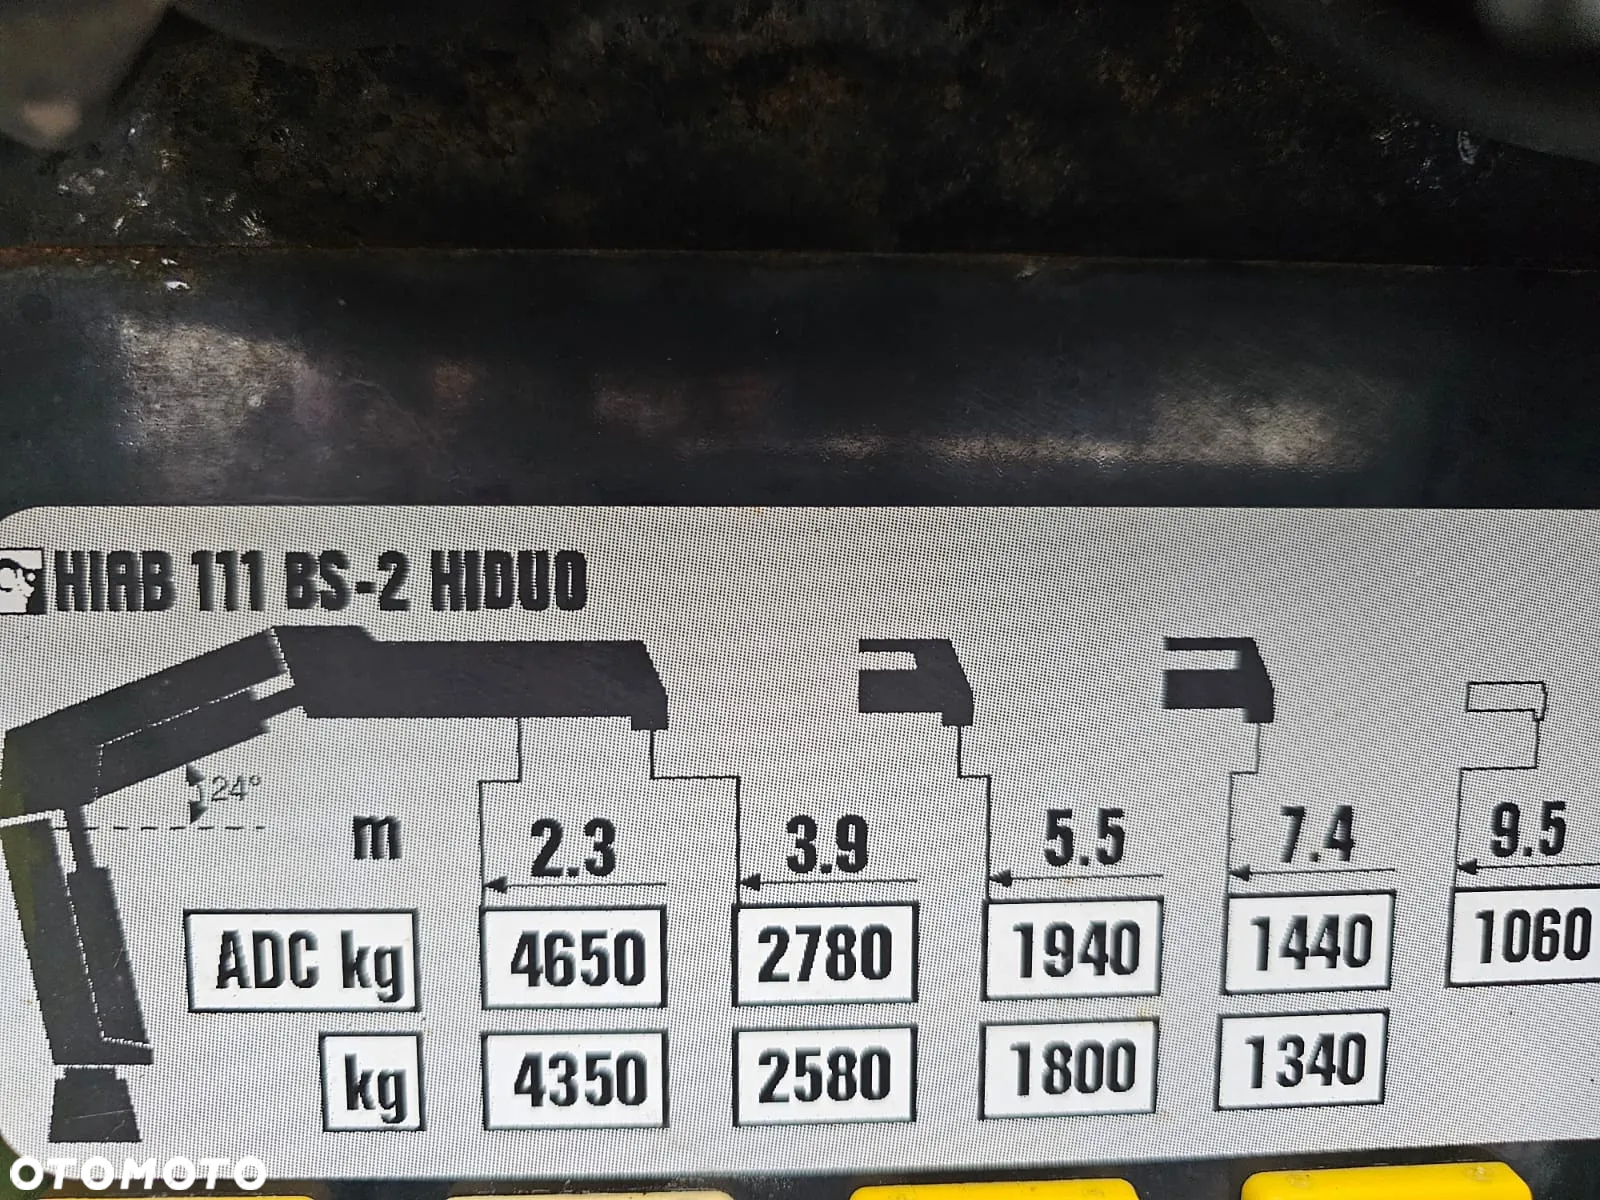 HIAB 111 BS-2 HIDUO
24°
m 2.3 3.9 5.5 7.4 9.5
ADC kg 4650 2780 1940 1440 1060
kg 4350 2580 1800 1340
OTOMOTO